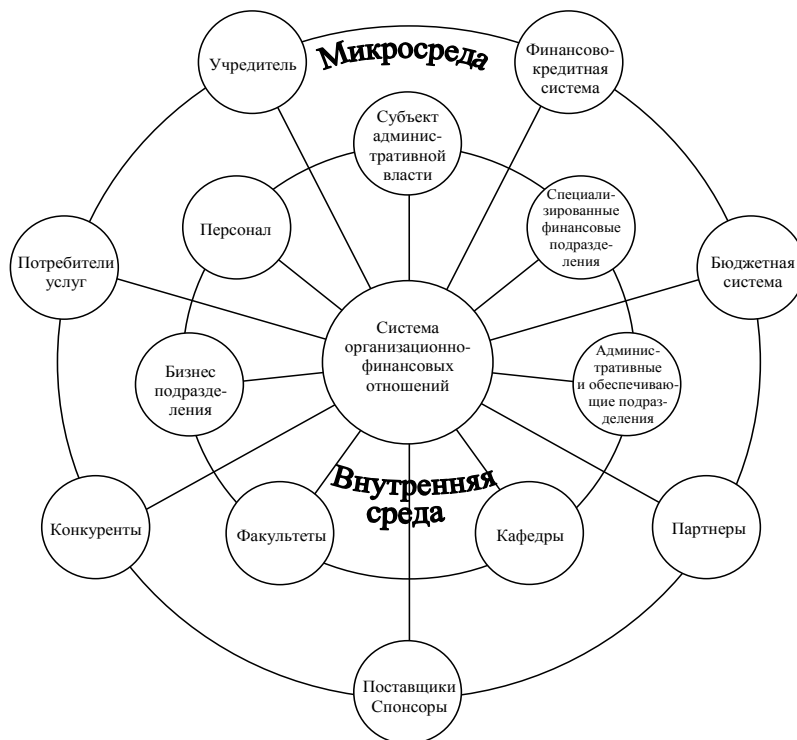 Микросреда
Учредитель
Финансово-
кредитная
система
Субъект
админис-
тративной
власти
Персонал
Специали-
зированные
финансовые
подразде-
ления
Потребители
услуг
Бюджетная
система
Система
организационно-
финансовых
отношений
Бизнес
подразде-
ления
Админис-
тративные
и обеспечиваю-
щие подраз-
деления
Внутренняя
среда
Конкуренты
Факультеты
Кафедры
Партнеры
Поставщики
Спонсоры